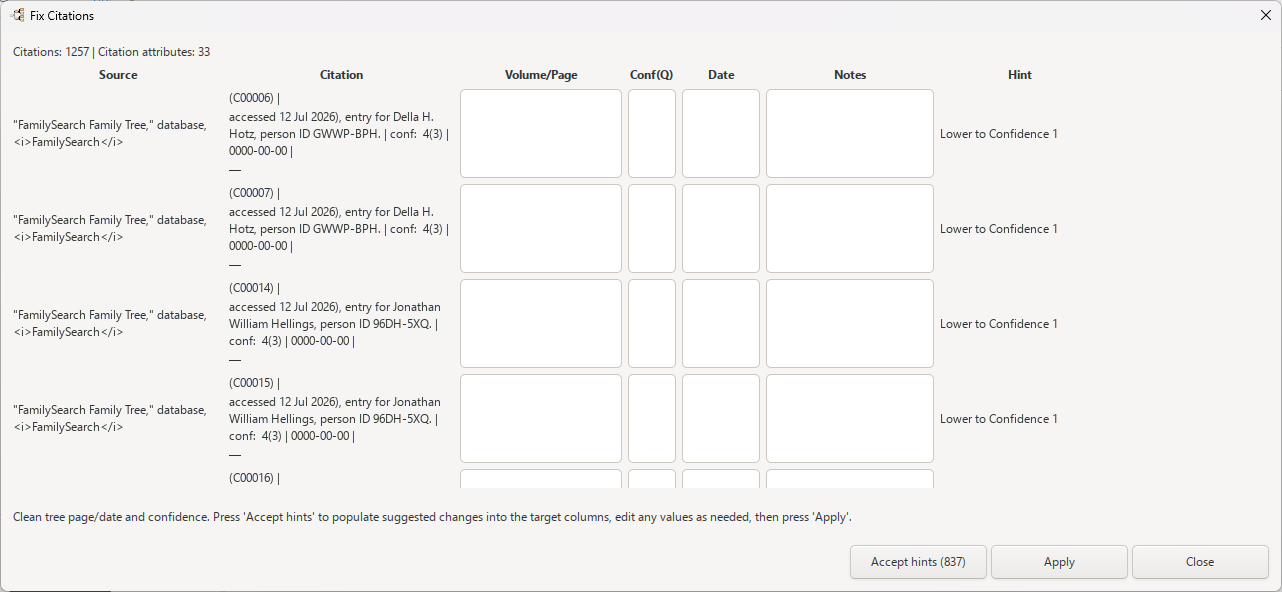 Fix Citations
Citations: 1257 | Citation attributes: 33
Source Citation Volume/Page Conf(Q) Date Notes Hint
"FamilySearch Family Tree," database,
<i>FamilySearch</i>
(C00006) |
accessed 12 Jul 2026), entry for Della H.
Hotz, person ID GWWP-BPH. | conf:  4(3) |
0000-00-00 |
—
Lower to Confidence 1
"FamilySearch Family Tree," database,
<i>FamilySearch</i>
(C00007) |
accessed 12 Jul 2026), entry for Della H.
Hotz, person ID GWWP-BPH. | conf:  4(3) |
0000-00-00 |
—
Lower to Confidence 1
"FamilySearch Family Tree," database,
<i>FamilySearch</i>
(C00014) |
accessed 12 Jul 2026), entry for Jonathan
William Hellings, person ID 96DH-5XQ. |
conf:  4(3) | 0000-00-00 |
—
Lower to Confidence 1
"FamilySearch Family Tree," database,
<i>FamilySearch</i>
(C00015) |
accessed 12 Jul 2026), entry for Jonathan
William Hellings, person ID 96DH-5XQ. |
conf:  4(3) | 0000-00-00 |
—
Lower to Confidence 1
(C00016) |
Clean tree page/date and confidence. Press 'Accept hints' to populate suggested changes into the target columns, edit any values as needed, then press 'Apply'.
Accept hints (837) Apply Close